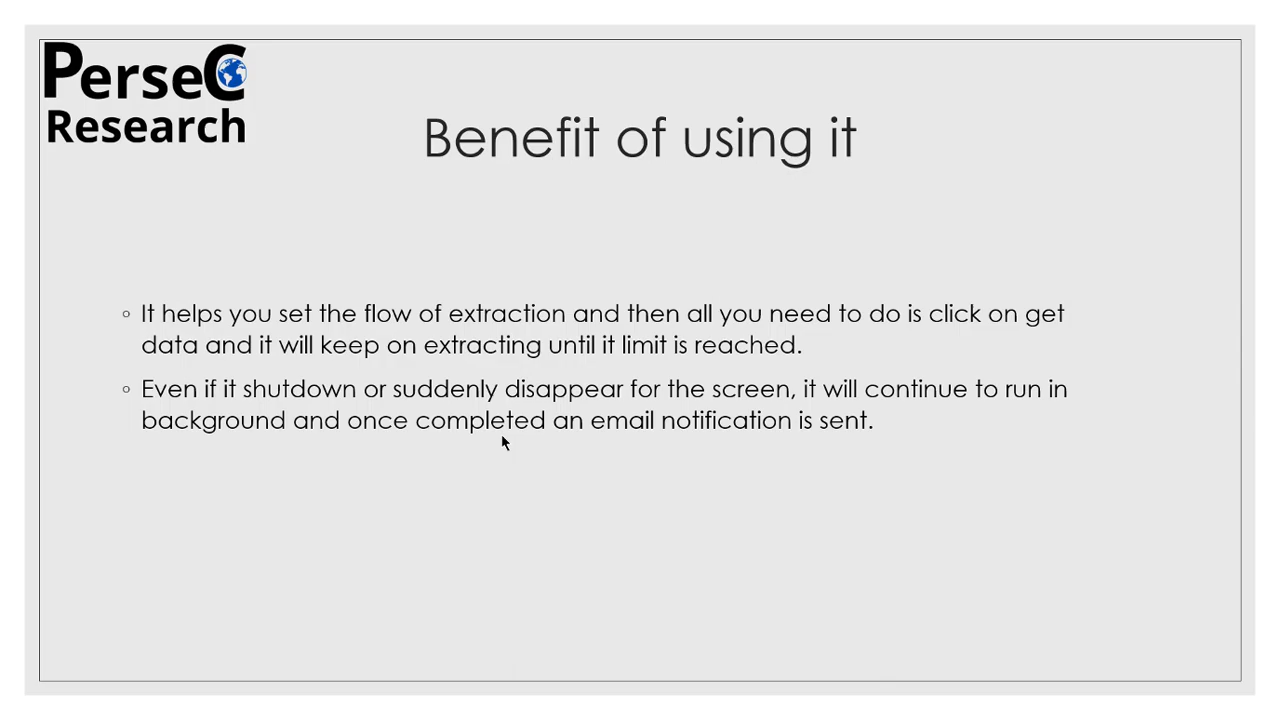 PerseC
Research
Benefit of using it
◦ It helps you set the flow of extraction and then all you need to do is click on get
data and it will keep on extracting until it limit is reached.
◦ Even if it shutdown or suddenly disappear for the screen, it will continue to run in
background and once completed an email notification is sent.